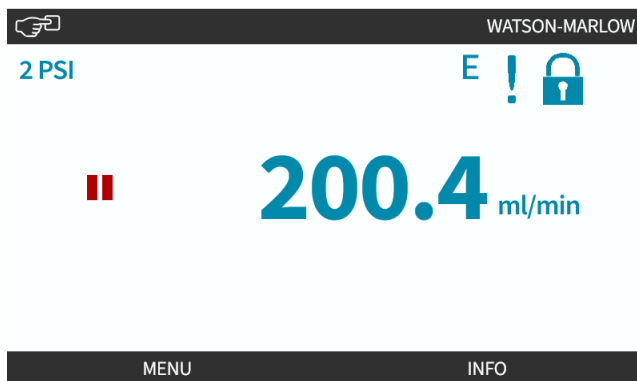 WATSON-MARLOW
2 PSI
E !
200.4 ml/min
MENU INFO